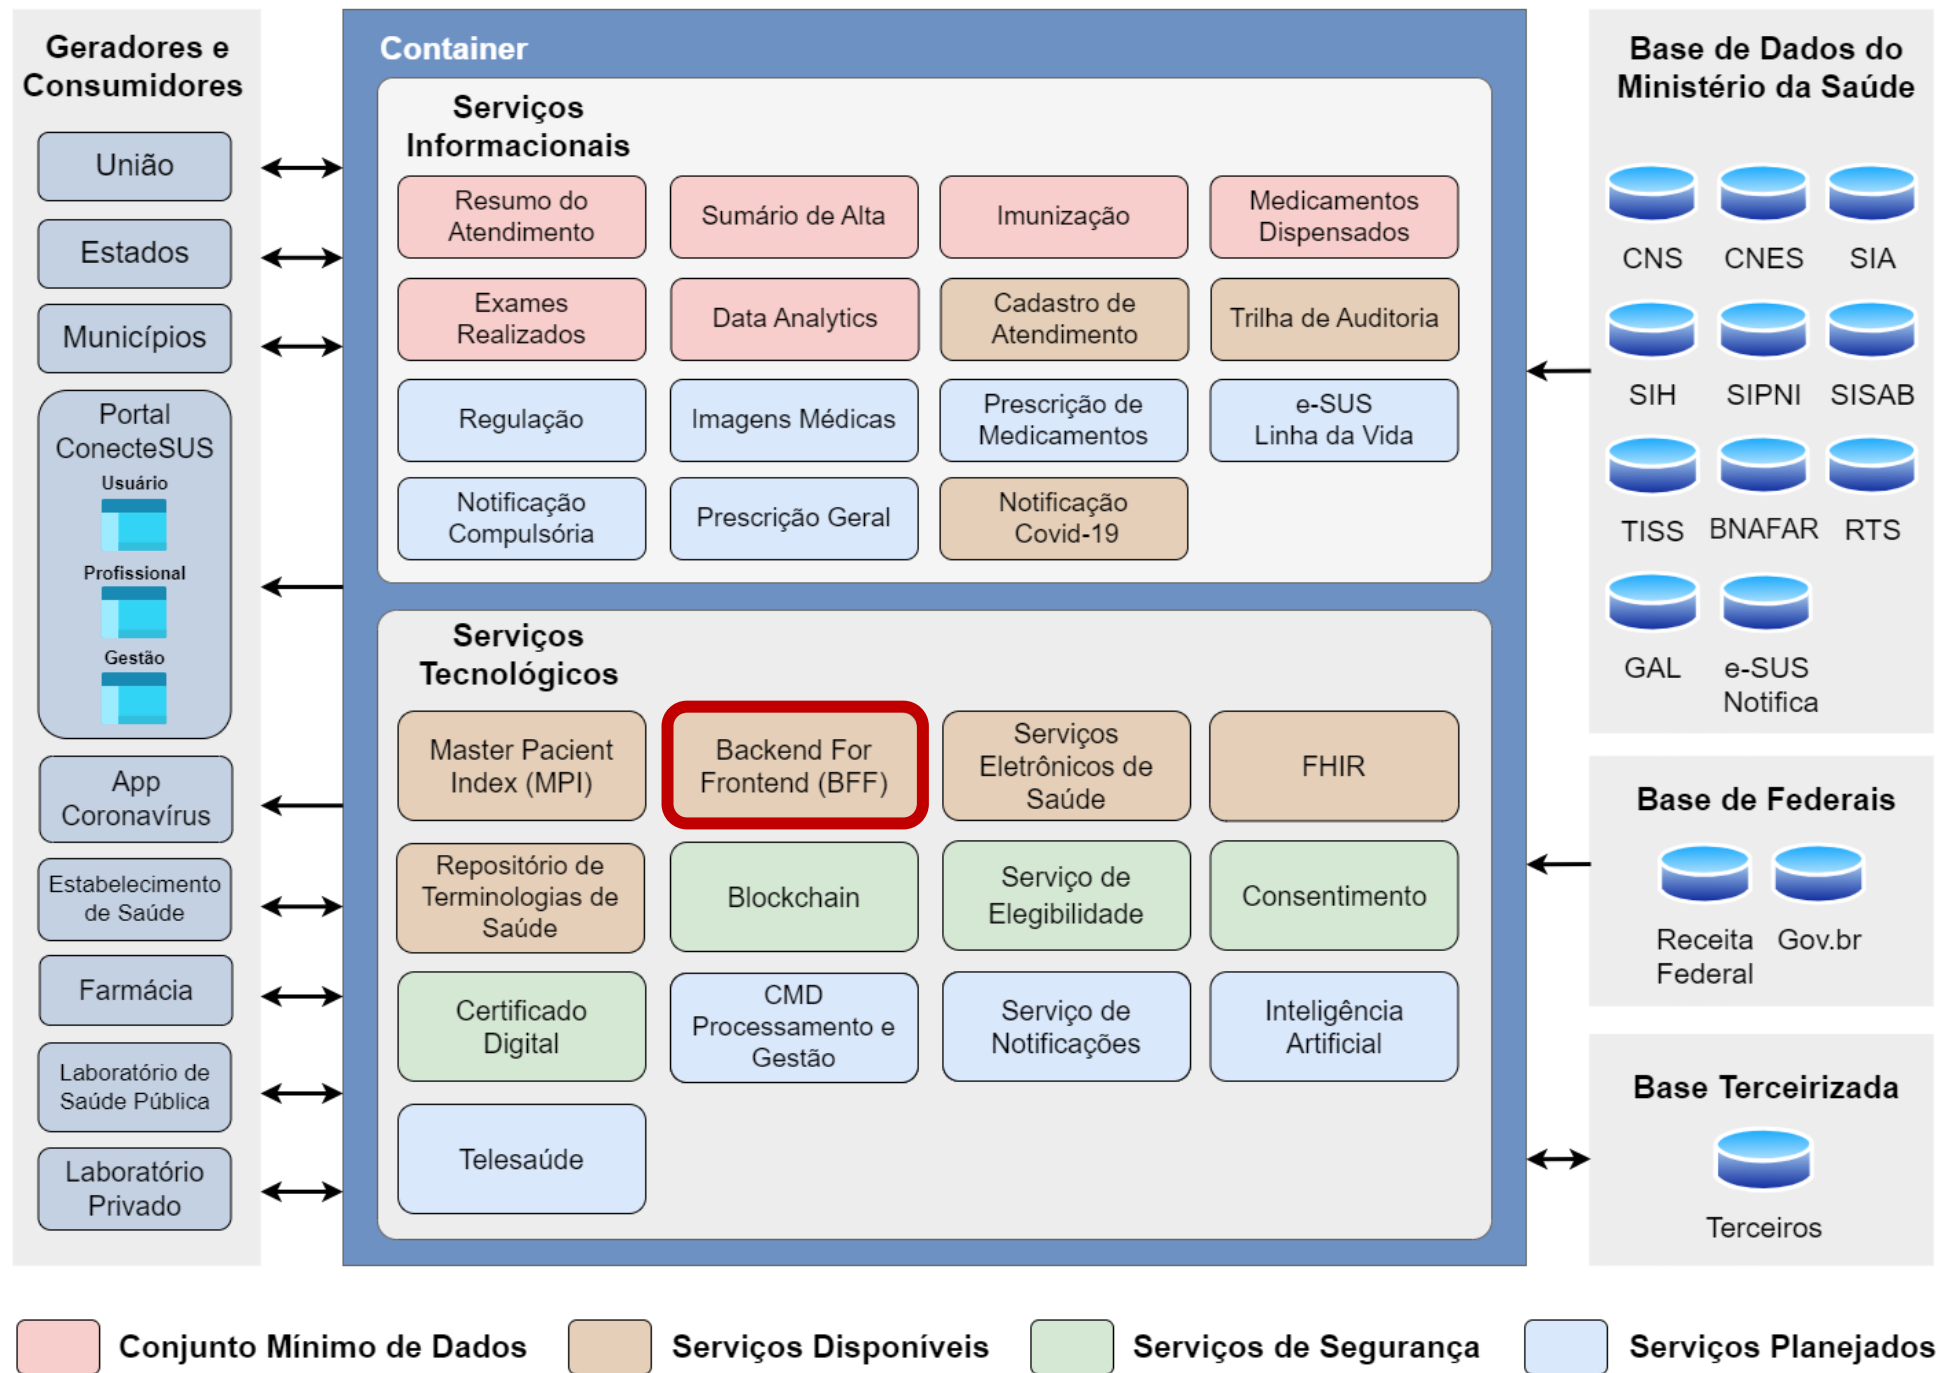 Geradores e
Consumidores
União
Estados
Municípios
Portal
ConecteSUS
Usuário
Profissional
Gestão
App
Coronavírus
Estabelecimento
de Saúde
Farmácia
Laboratório de
Saúde Pública
Laboratório
Privado
Container
Serviços
Informacionais
Resumo do
Atendimento
Sumário de Alta
Imunização
Medicamentos
Dispensados
Exames
Realizados
Data Analytics
Cadastro de
Atendimento
Trilha de Auditoria
Regulação
Imagens Médicas
Prescrição de
Medicamentos
e-SUS
Linha da Vida
Notificação
Compulsória
Prescrição Geral
Notificação
Covid-19
Serviços
Tecnológicos
Master Pacient
Index (MPI)
Backend For
Frontend (BFF)
Serviços
Eletrônicos de
Saúde
FHIR
Repositório de
Terminologias de
Saúde
Blockchain
Serviço de
Elegibilidade
Consentimento
Certificado
Digital
CMD
Processamento e
Gestão
Serviço de
Notificações
Inteligência
Artificial
Telesaúde
Base de Dados do
Ministério da Saúde
CNS CNES SIA
SIH SIPNI SISAB
TISS BNAFAR RTS
GAL e-SUS
Notifica
Base de Federais
Receita Gov.br
Federal
Base Terceirizada
Terceiros
Conjunto Mínimo de Dados Serviços Disponíveis Serviços de Segurança Serviços Planejados